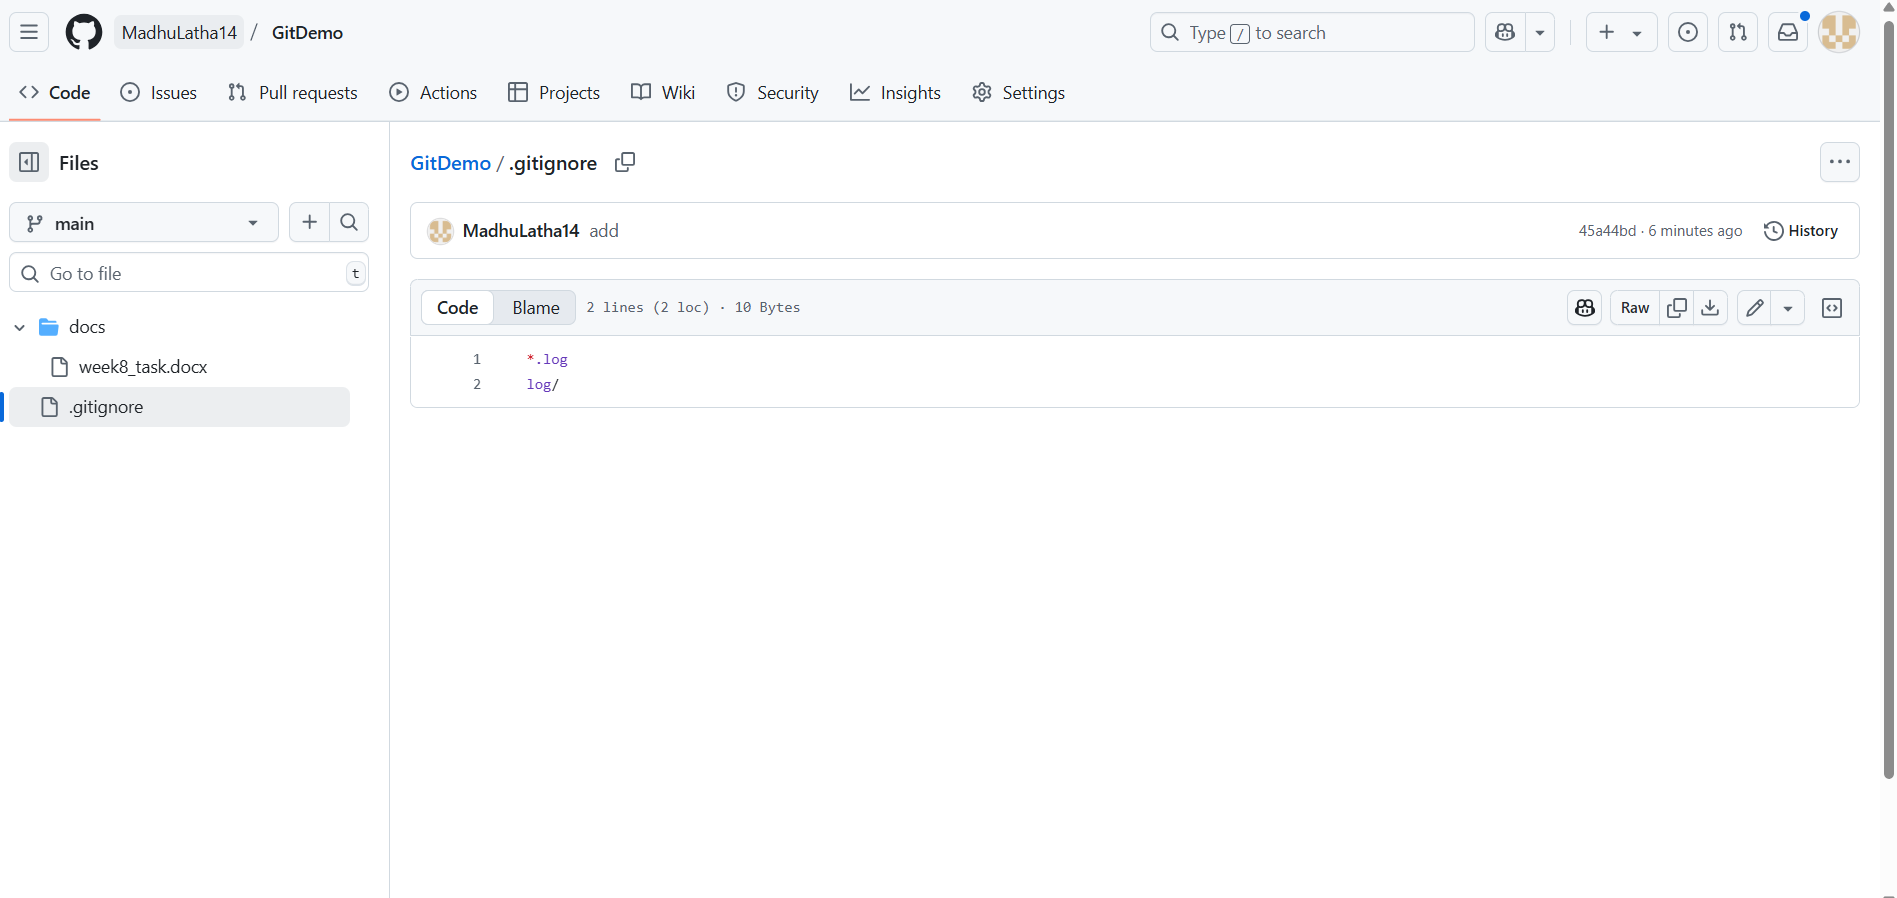 MadhuLatha14 / GitDemo
Type / to search
Code Issues Pull requests Actions Projects Wiki Security Insights Settings
Files
main
Go to file t
docs
week8_task.docx
.gitignore
GitDemo / .gitignore
MadhuLatha14 add 45a44bd · 6 minutes ago History
Code Blame 2 lines (2 loc) · 10 Bytes Raw
1 *.log
2 log/